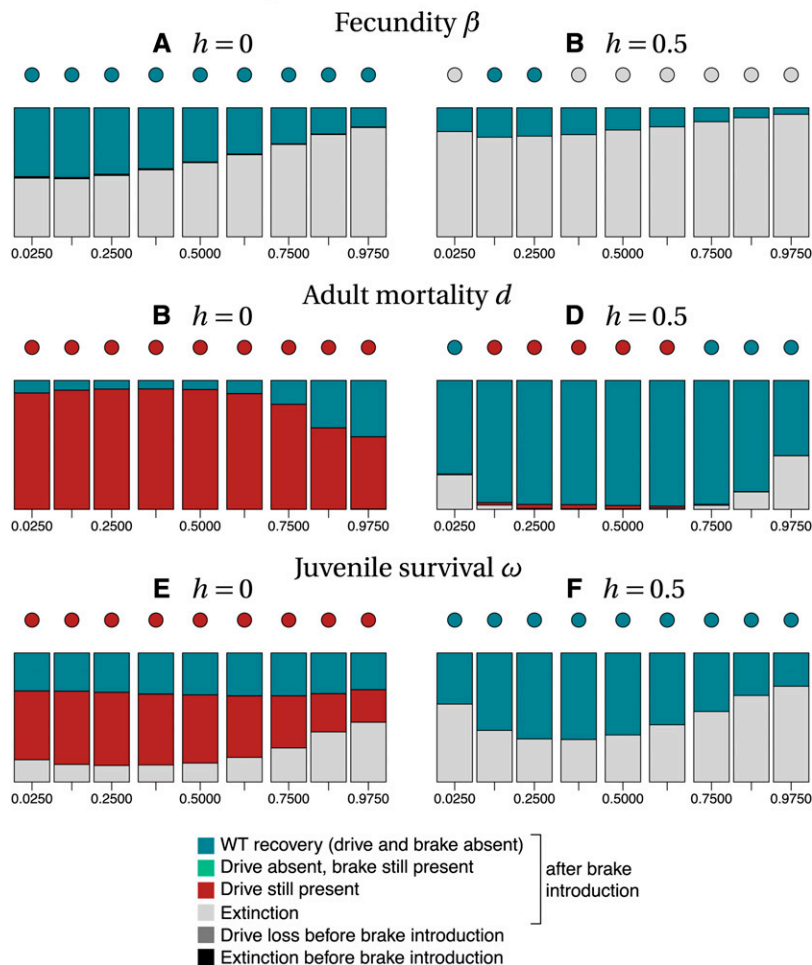 Fecundity β
A h = 0
B h = 0.5
0.0250 0.2500 0.5000 0.7500 0.9750
0.0250 0.2500 0.5000 0.7500 0.9750
Adult mortality d
B h = 0
D h = 0.5
0.0250 0.2500 0.5000 0.7500 0.9750
0.0250 0.2500 0.5000 0.7500 0.9750
Juvenile survival ω
E h = 0
F h = 0.5
0.0250 0.2500 0.5000 0.7500 0.9750
0.0250 0.2500 0.5000 0.7500 0.9750
WT recovery (drive and brake absent)
Drive absent, brake still present
Drive still present
Extinction
after brake
introduction
Drive loss before brake introduction
Extinction before brake introduction